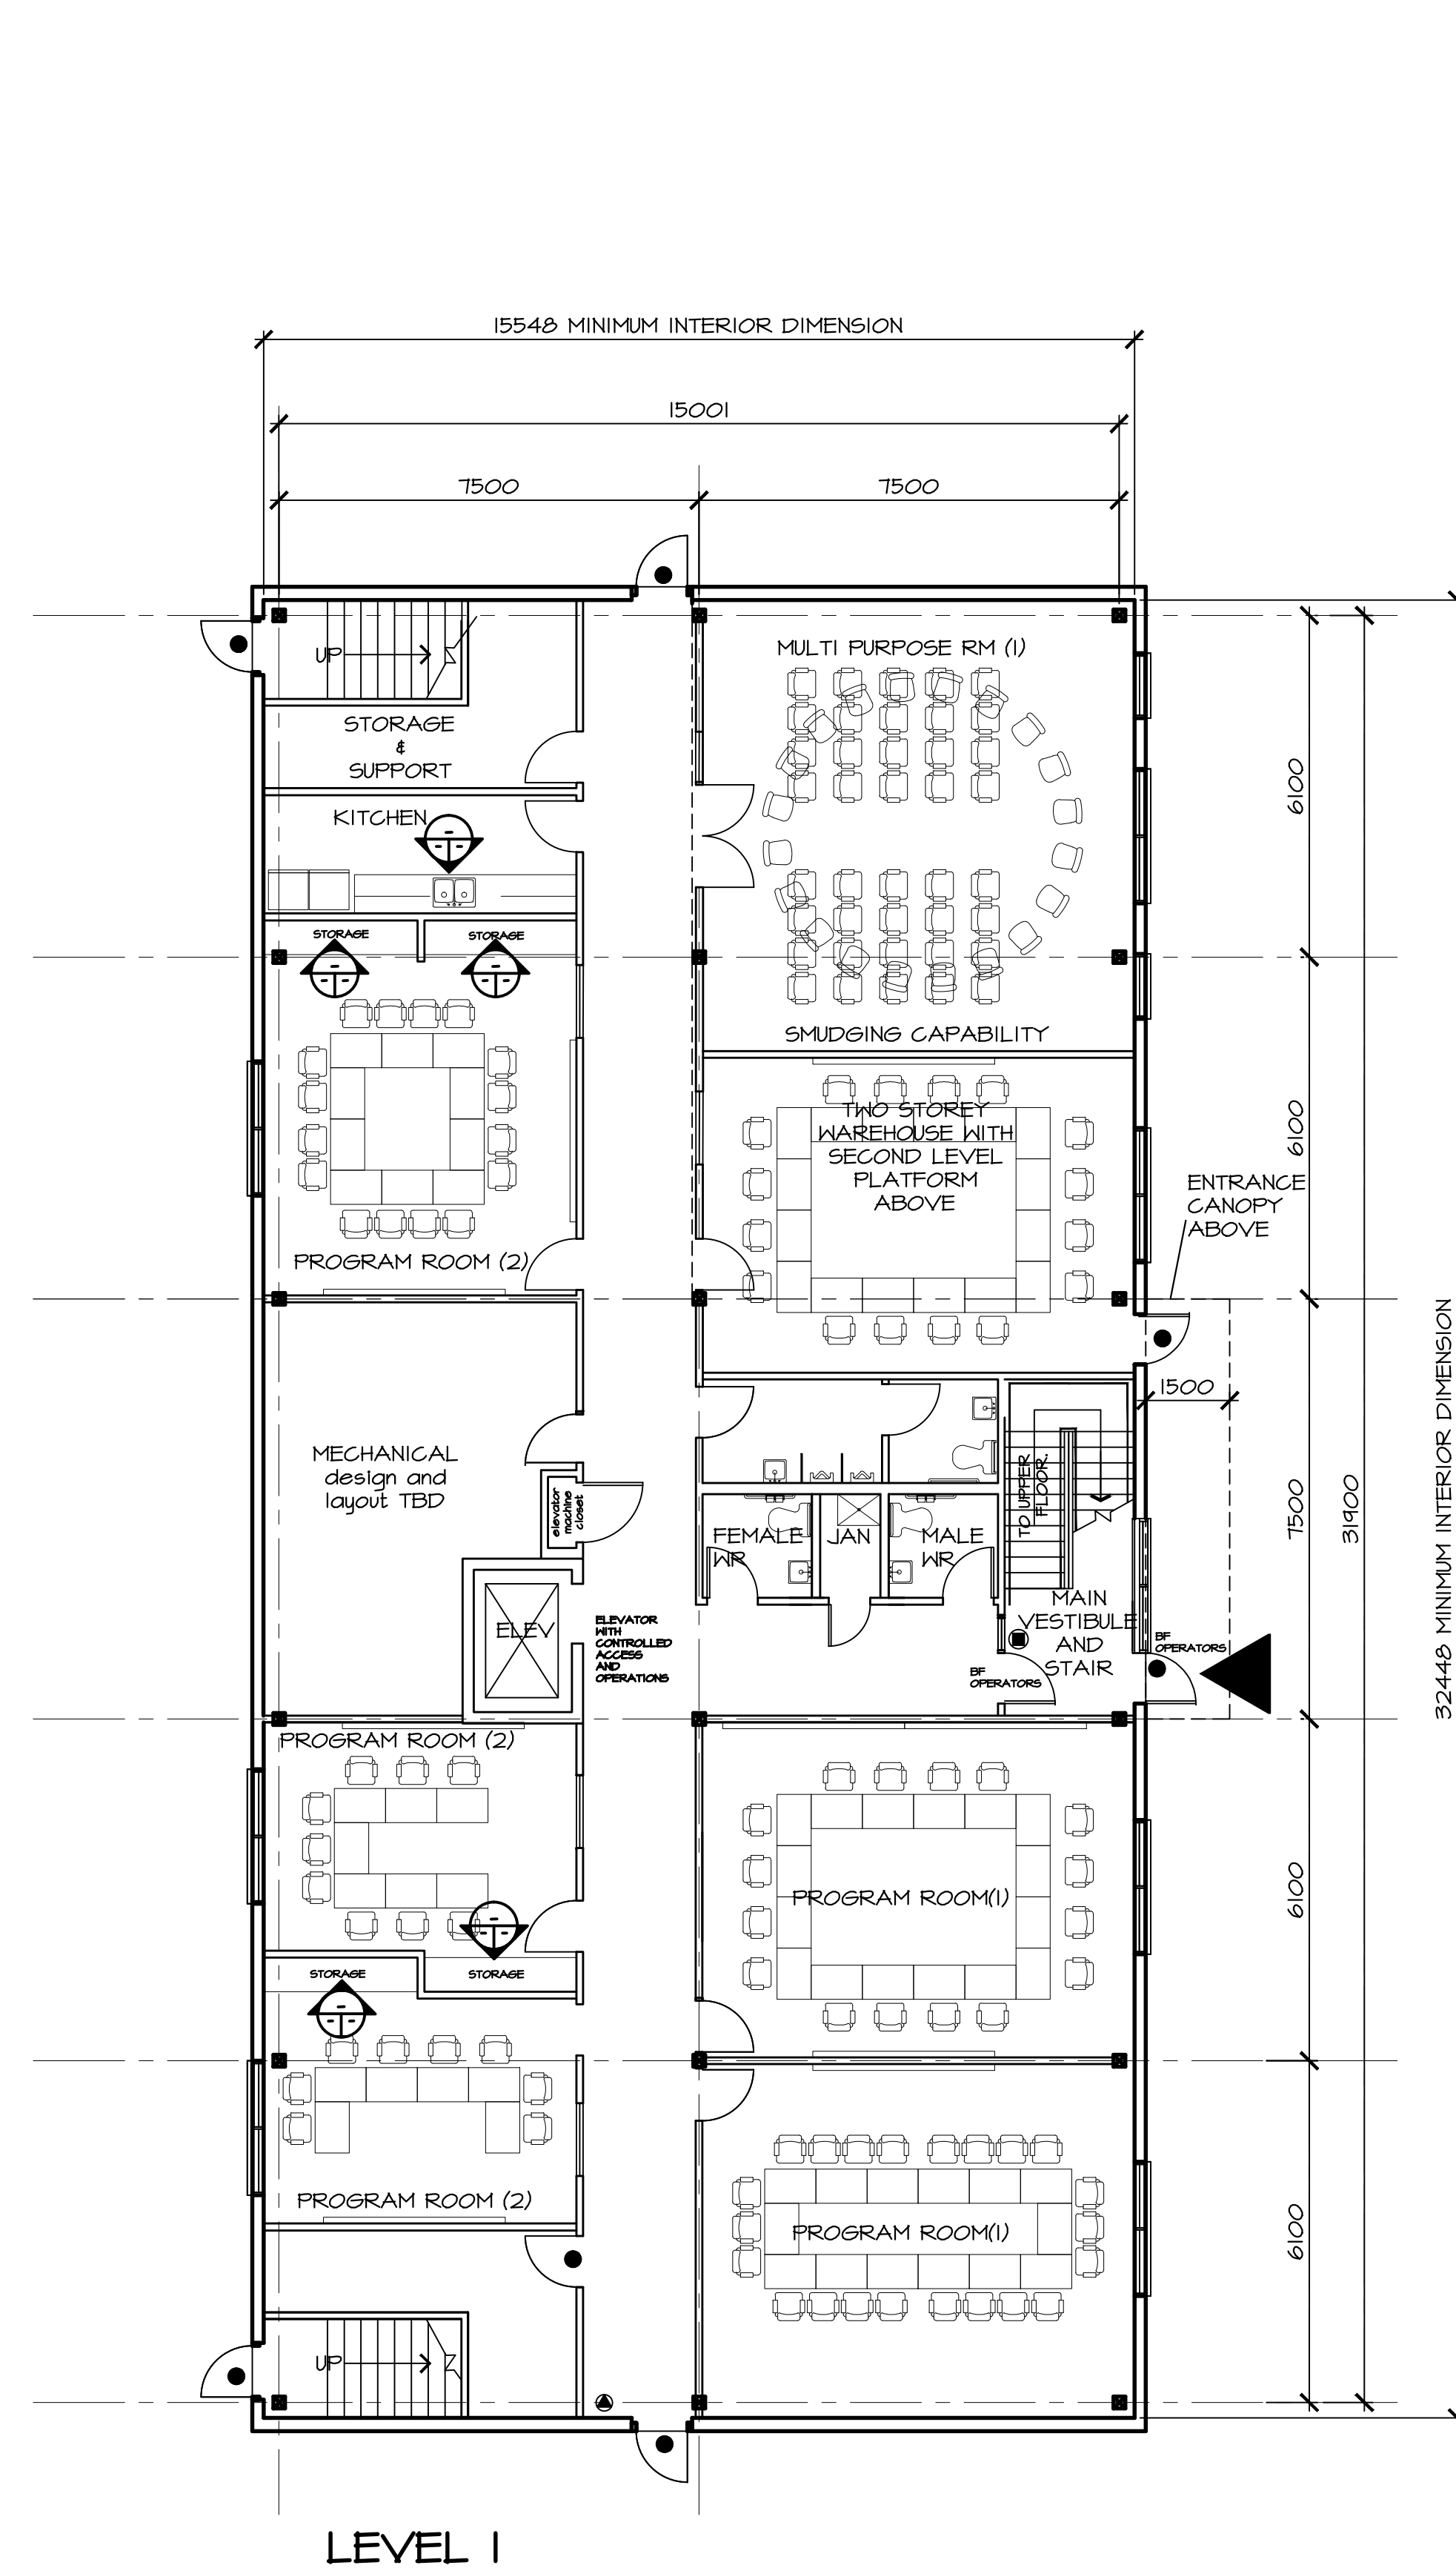 15548 MINIMUM INTERIOR DIMENSION
15001
7500
7500
UP
MULTI PURPOSE RM (1)
STORAGE
&
SUPPORT
6100
KITCHEN
STORAGE
STORAGE
SMUDGING CAPABILITY
TWO STOREY
WAREHOUSE WITH
SECOND LEVEL
PLATFORM
ABOVE
6100
ENTRANCE
CANOPY
ABOVE
PROGRAM ROOM (2)
1500
MECHANICAL
design and
layout TBD
elevator
machine
closet
TO UPPER
FLOOR.
7500
31900
32448 MINIMUM INTERIOR DIMENSION
FEMALE
WR
JAN
MALE
WR
ELEV
ELEVATOR
WITH
CONTROLLED
ACCESS
AND
OPERATIONS
MAIN
VESTIBULE
AND
STAIR
BF
OPERATORS
BF
OPERATORS
PROGRAM ROOM (2)
PROGRAM ROOM(1)
6100
STORAGE
STORAGE
PROGRAM ROOM (2)
PROGRAM ROOM(1)
6100
UP
LEVEL 1